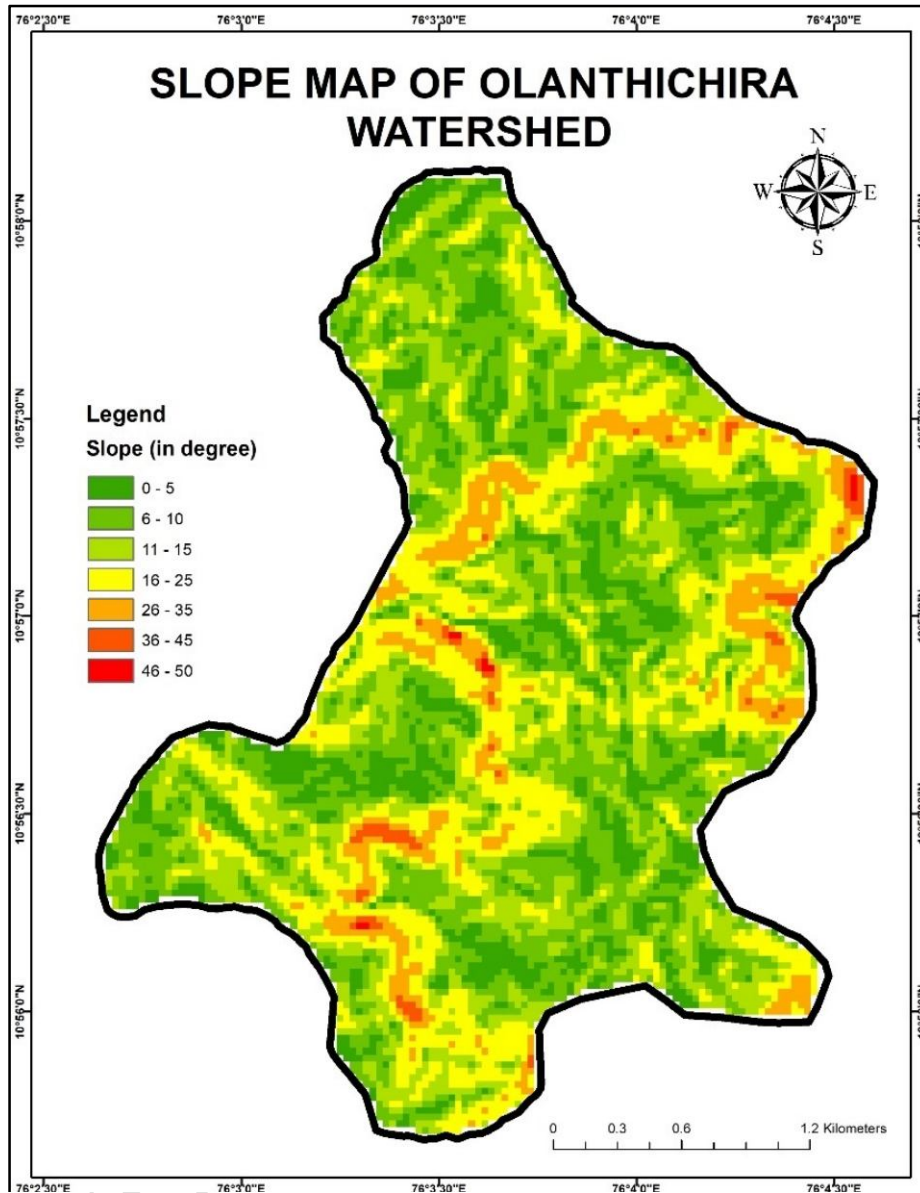 76°2'30"E 76°3'0"E 76°3'30"E 76°4'0"E 76°4'30"E
SLOPE MAP OF OLANTHICHIRA
WATERSHED
N
W E
S
10°58'0"N
10°57'30"N
Legend
Slope (in degree)
0 - 5
6 - 10
11 - 15
16 - 25
26 - 35
36 - 45
46 - 50
10°57'0"N
10°56'30"N
10°56'0"N
0 0.3 0.6 1.2 Kilometers
76°2'30"E 76°3'0"E 76°3'30"E 76°4'0"E 76°4'30"E